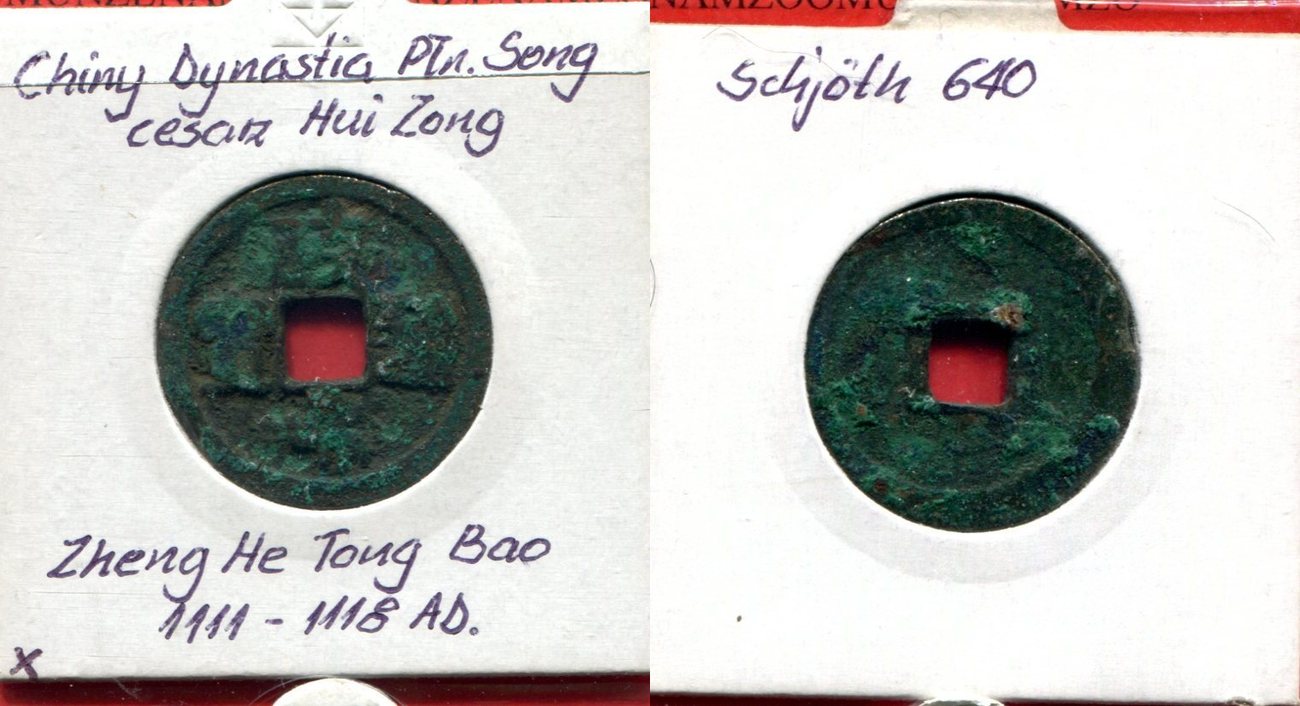 Chiny Dynastia Płn. Song
cesarz Hui Zong
Zheng He Tong Bao
1111 - 1118 AD.
x
Schjöth 640